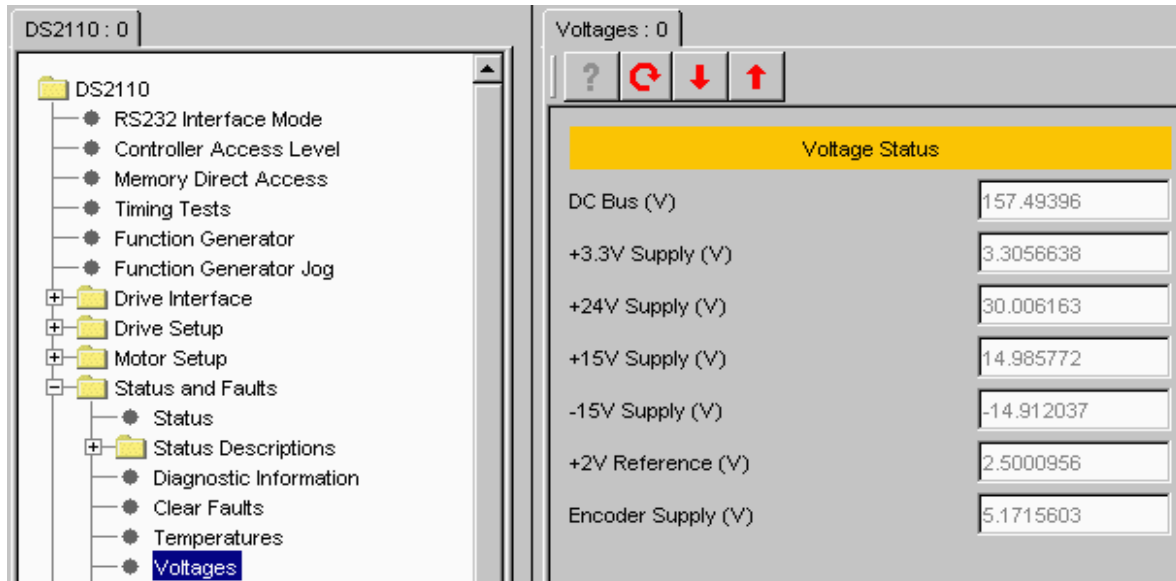 DS2110 : 0
DS2110
RS232 Interface Mode
Controller Access Level
Memory Direct Access
Timing Tests
Function Generator
Function Generator Jog
Drive Interface
Drive Setup
Motor Setup
Status and Faults
Status
Status Descriptions
Diagnostic Information
Clear Faults
Temperatures
Voltages
Voltages : 0
?
Voltage Status
DC Bus (V) 157.49396
+3.3V Supply (V) 3.3056638
+24V Supply (V) 30.006163
+15V Supply (V) 14.985772
-15V Supply (V) -14.912037
+2V Reference (V) 2.5000956
Encoder Supply (V) 5.1715603